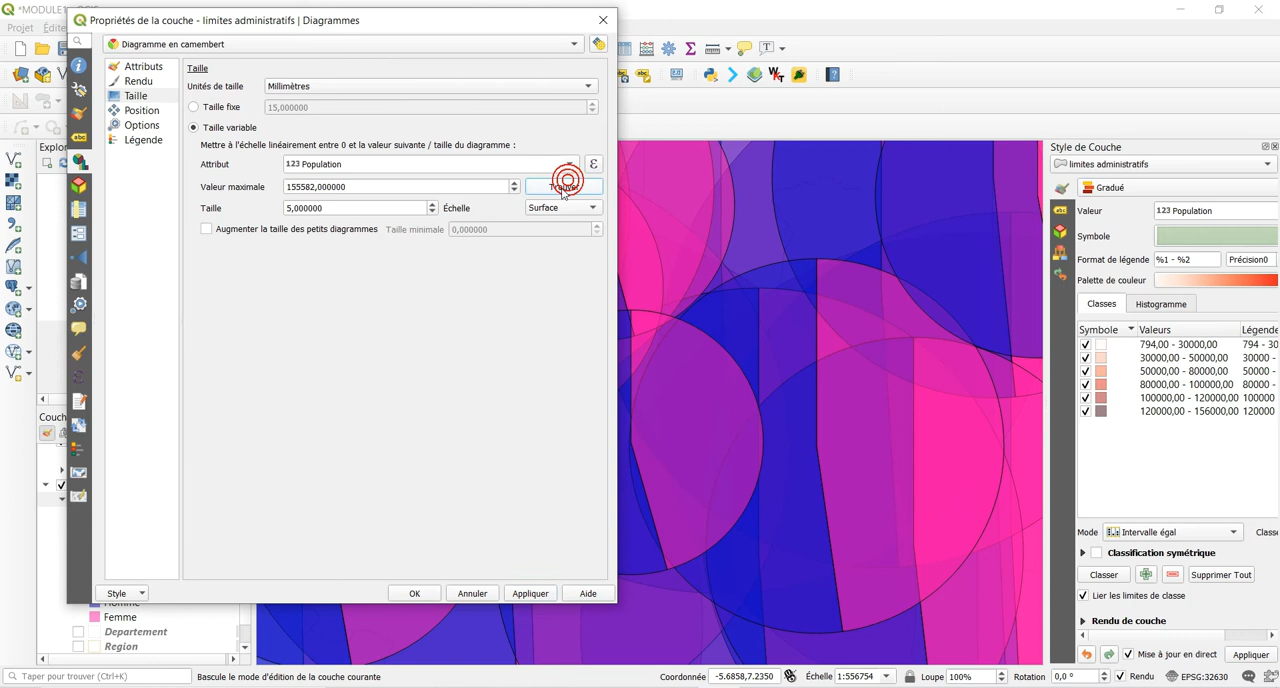 *MODULE1
Propriétés de la couche - limites administratifs | Diagrammes
Projet
Diagramme en camembert
Attributs
Rendu
Taille
Position
Options
Légende
Taille
Unités de taille
Millimètres
Taille fixe
15,000000
Taille variable
Mettre à l'échelle linéairement entre 0 et la valeur suivante / taille du diagramme :
Attribut
123 Population
ε
Valeur maximale
155582,000000
Taille
5,000000
Échelle
Surface
Augmenter la taille des petits diagrammes
Taille minimale
0,000000
Style
OK
Annuler
Appliquer
Aide
Explor
Couch
Homme
Femme
Departement
Region
Style de Couche
limites administratifs
Gradué
Valeur
123 Population
Symbole
Format de légende
%1 - %2
Précision0
Palette de couleur
Classes
Histogramme
Symbole
Valeurs
Légende
794,00 - 30000,00
794 - 30
30000,00 - 50000,00
30000 -
50000,00 - 80000,00
50000 -
80000,00 - 100000,00
80000 -
100000,00 - 120000,00
100000
120000,00 - 156000,00
120000
Mode
Intervalle égal
Classe
Classification symétrique
Classer
Supprimer Tout
Lier les limites de classe
Rendu de couche
Mise à jour en direct
Appliquer
Taper pour trouver (Ctrl+K)
Bascule le mode d'édition de la couche courante
Coordonnée
-5.6858,7.2350
Échelle
1:556754
Loupe
100%
Rotation
0,0 °
Rendu
EPSG:32630